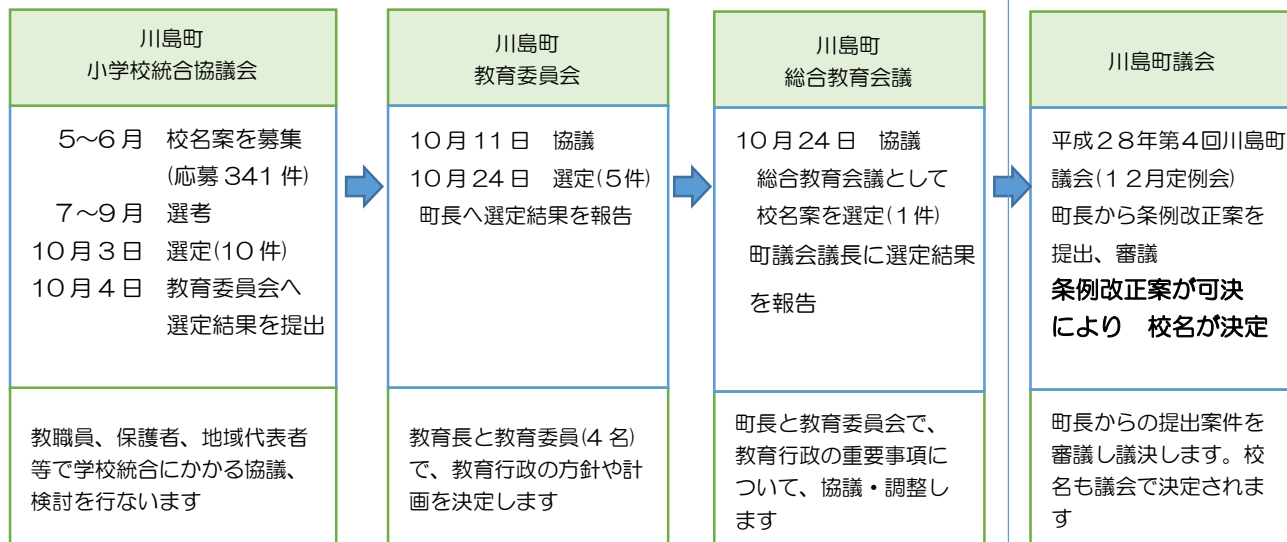 川島町
小学校統合協議会
5~6月 校名案を募集
(応募 341 件)
7~9月 選考
10月3日 選定(10 件)
10月4日 教育委員会へ
選定結果を提出
教職員、保護者、地域代表者
等で学校統合にかかる協議、
検討を行ないます
川島町
教育委員会
10月11日 協議
10月24日 選定(5件)
町長へ選定結果を報告
教育長と教育委員(4 名)
で、教育行政の方針や計
画を決定します
川島町
総合教育会議
10月24日 協議
総合教育会議として
校名案を選定(1件)
町議会議長に選定結果
を報告
町長と教育委員会で、
教育行政の重要事項に
ついて、協議・調整し
ます
川島町議会
平成28年第4回川島町
議会(12月定例会)
町長から条例改正案を
提出、審議
条例改正案が可決
により 校名が決定
町長からの提出案件を
審議し議決します。校
名も議会で決定されま
す